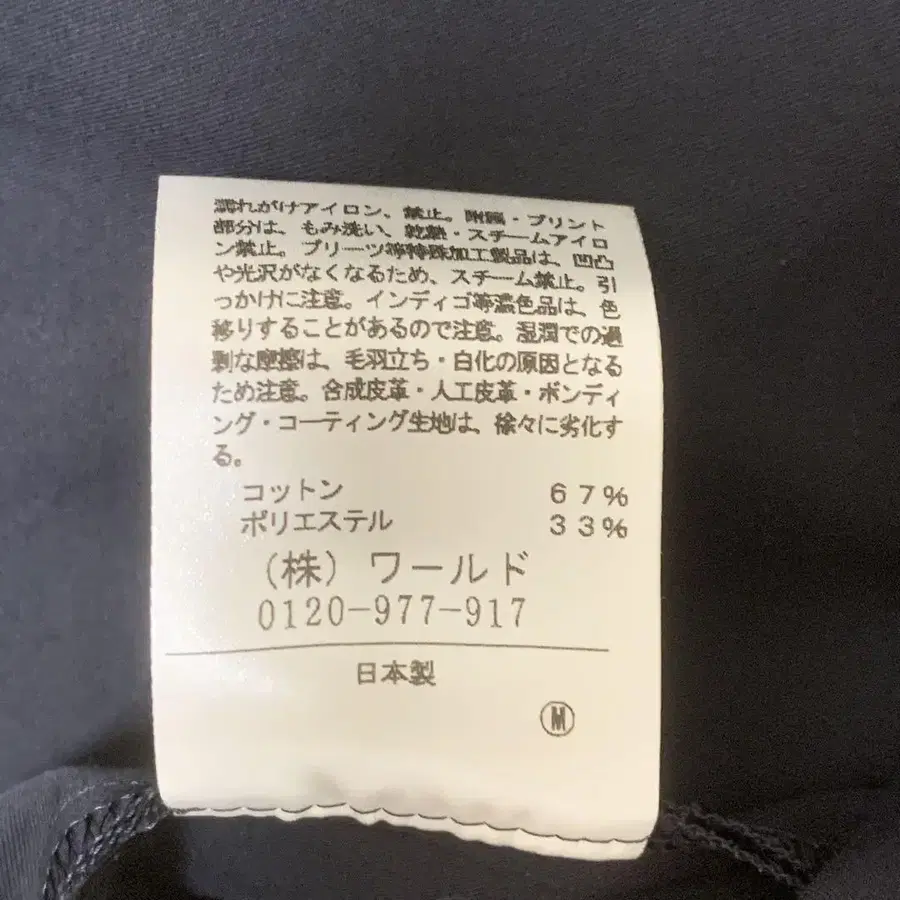 濡れがけアイロン、禁止。附属・プリント
部分は、もみ洗い、乾熱・スチームアイロ
ン禁止。プリーツ等特殊加工製品は、凹凸
や光沢がなくなるため、スチーム禁止。引
っかけに注意。インディゴ等濃色品は、色
移りすることがあるので注意。湿潤での過
剰な摩擦は、毛羽立ち・白化の原因となる
ため注意。合成皮革・人工皮革・ボンディ
ング・コーティング生地は、徐々に劣化す
る。
コットン 67%
ポリエステル 33%
(株)ワールド
0120-977-917
日本製
M